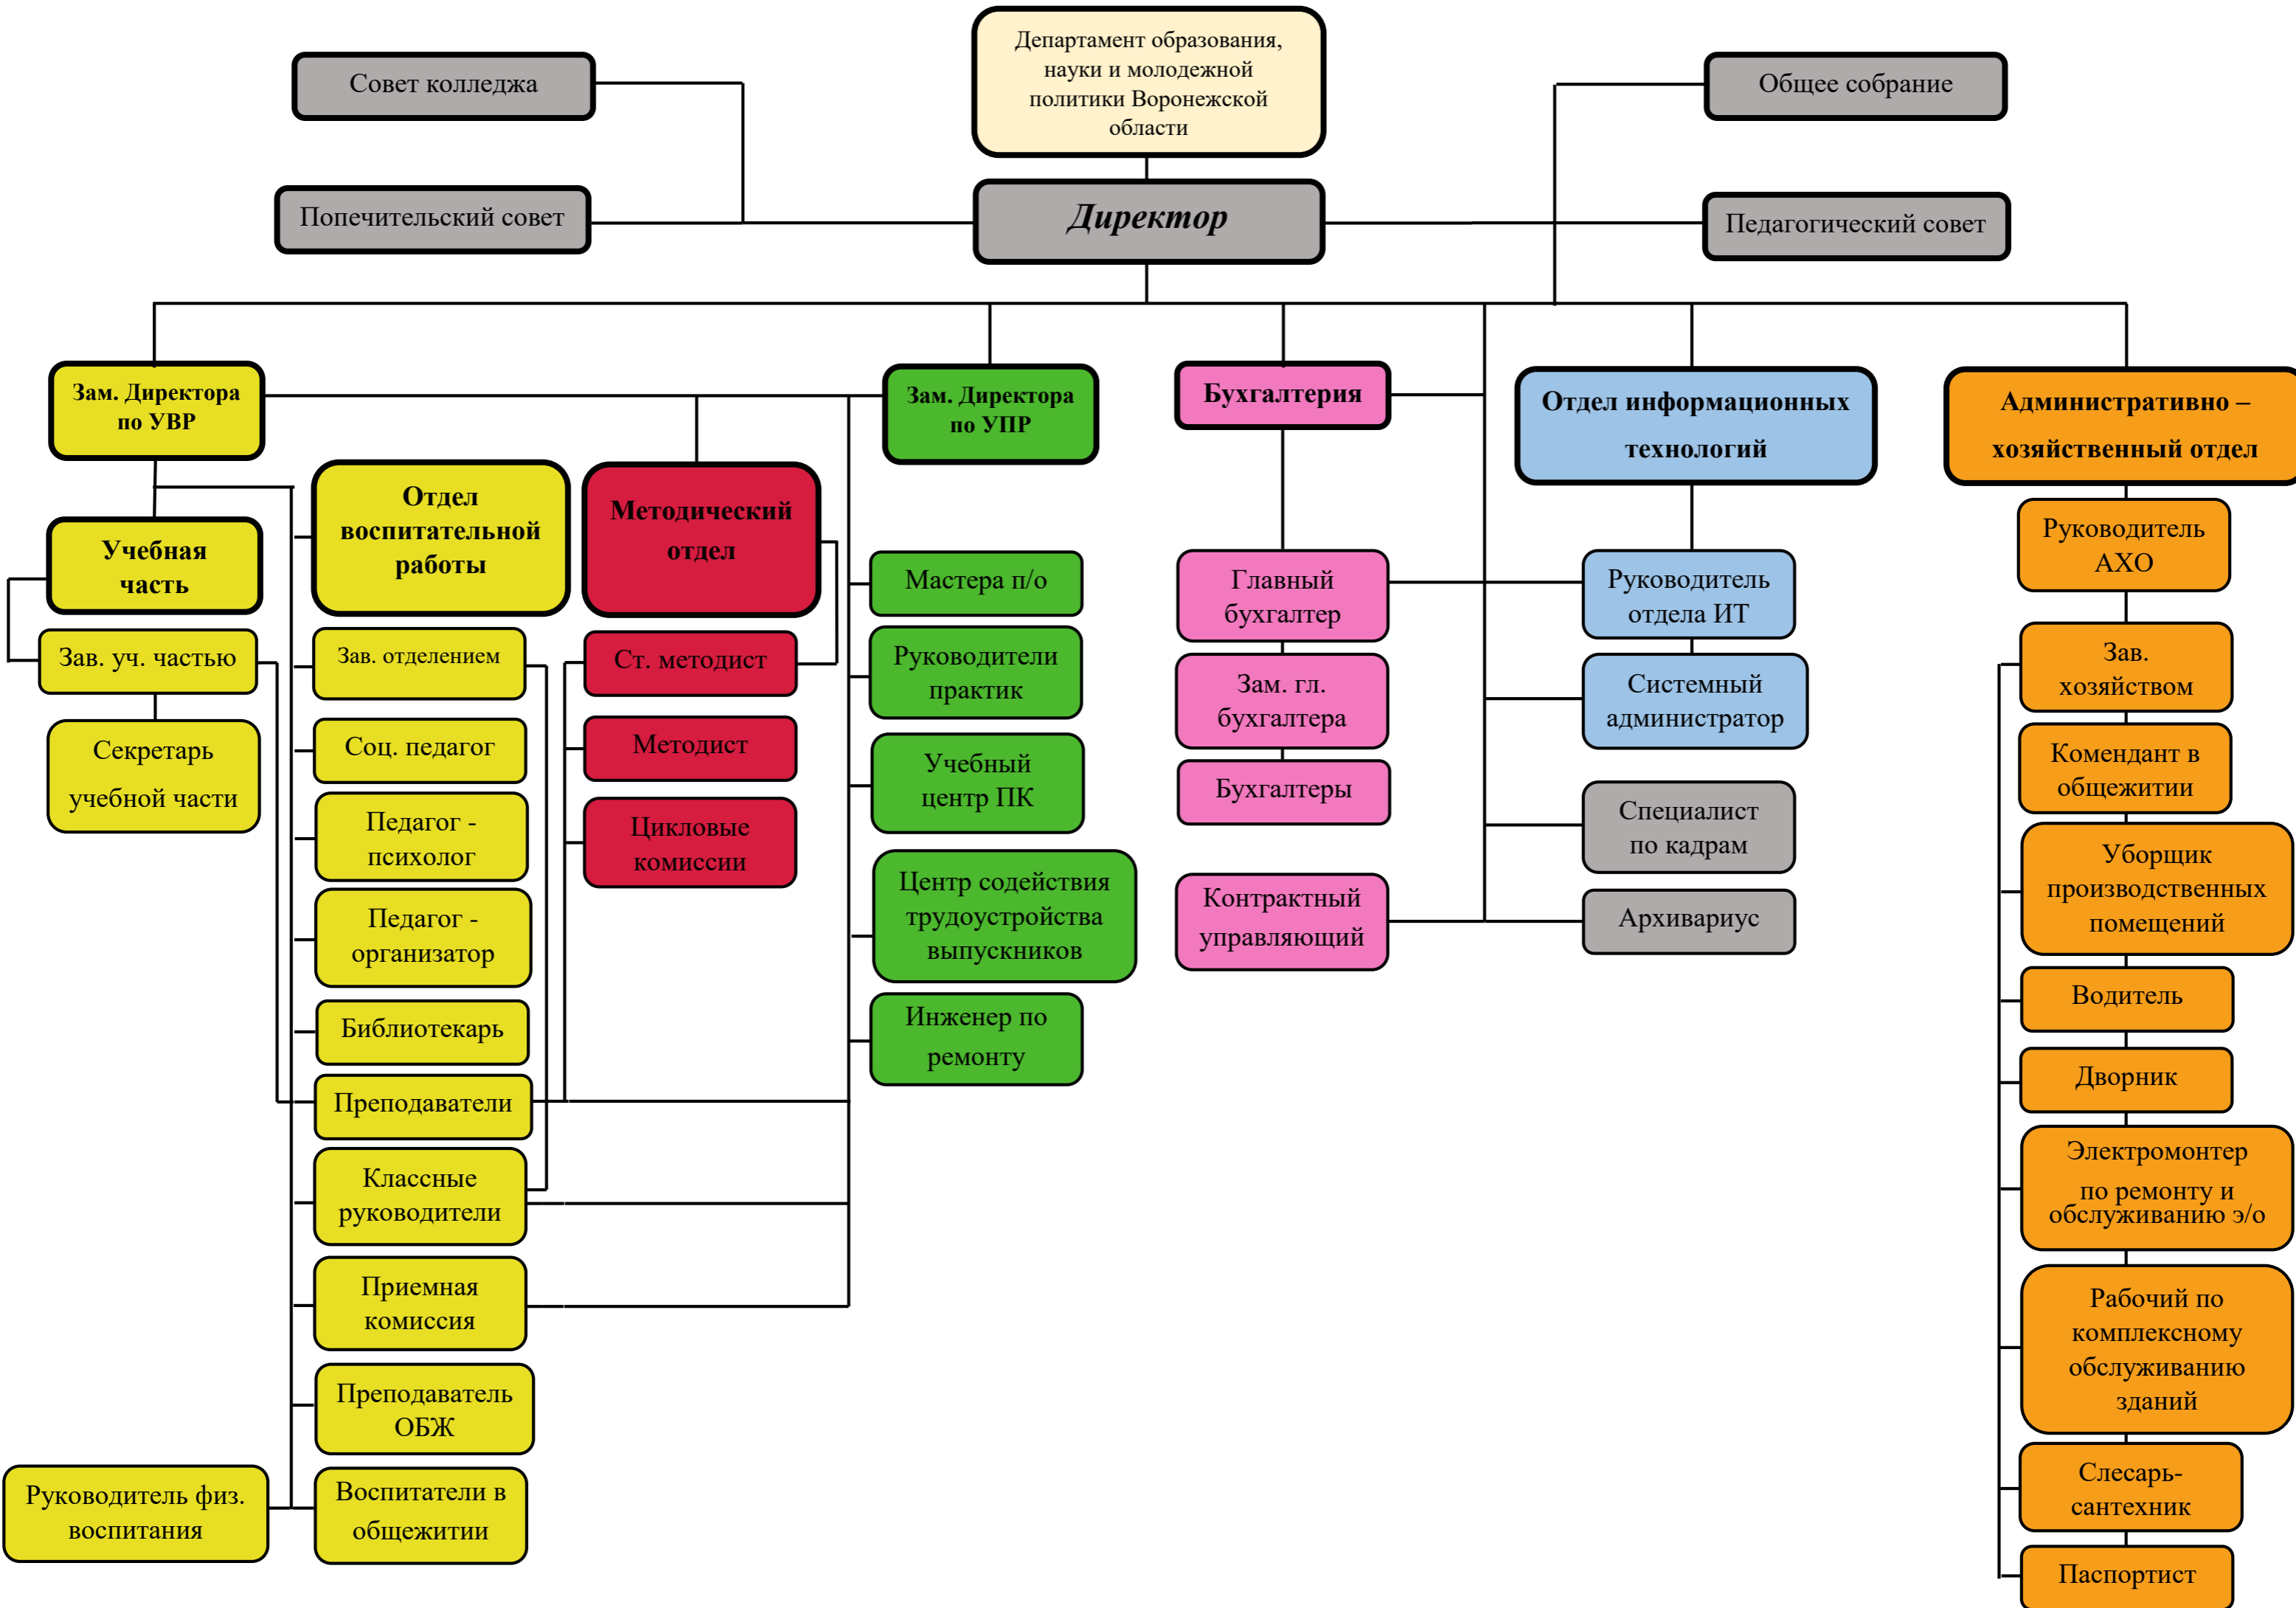 Департамент образования,
науки и молодежной
политики Воронежской
области
Совет колледжа
Общее собрание
Попечительский совет
Директор
Педагогический совет
Зам. Директора
по УВР
Зам. Директора
по УПР
Бухгалтерия
Отдел информационных
технологий
Административно –
хозяйственный отдел
Учебная
часть
Зав. уч. частью
Секретарь
учебной части
Руководитель физ.
воспитания
Отдел
воспитательной
работы
Зав. отделением
Соц. педагог
Педагог -
психолог
Педагог -
организатор
Библиотекарь
Преподаватели
Классные
руководители
Приемная
комиссия
Преподаватель
ОБЖ
Воспитатели в
общежитии
Методический
отдел
Ст. методист
Методист
Цикловые
комиссии
Мастера п/о
Руководители
практик
Учебный
центр ПК
Центр содействия
трудоустройства
выпускников
Инженер по
ремонту
Главный
бухгалтер
Зам. гл.
бухгалтера
Бухгалтеры
Контрактный
управляющий
Руководитель
отдела ИТ
Системный
администратор
Специалист
по кадрам
Архивариус
Руководитель
АХО
Зав.
хозяйством
Комендант в
общежитии
Уборщик
производственных
помещений
Водитель
Дворник
Электромонтер
по ремонту и
обслуживанию э/о
Рабочий по
комплексному
обслуживанию
зданий
Слесарь-
сантехник
Паспортист